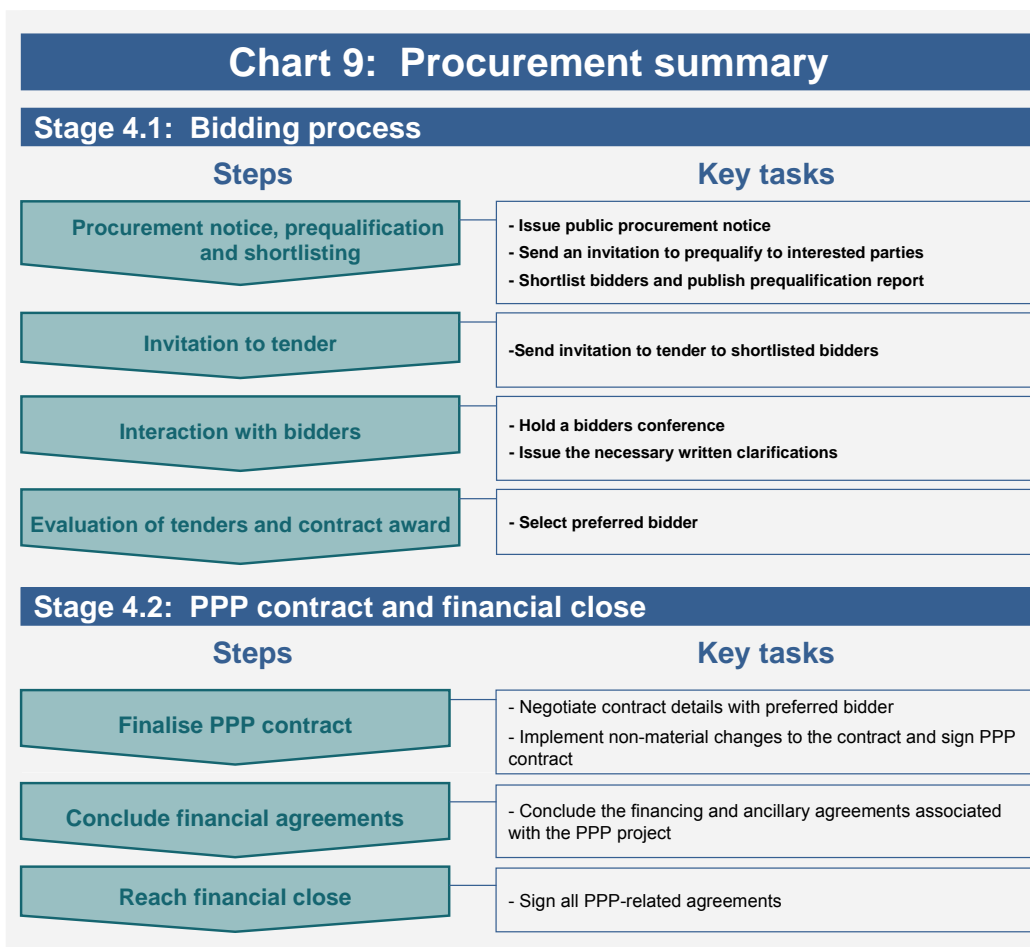 Chart 9: Procurement summary
Stage 4.1: Bidding process
Steps
Key tasks
Procurement notice, prequalification
and shortlisting
- Issue public procurement notice
- Send an invitation to prequalify to interested parties
- Shortlist bidders and publish prequalification report
Invitation to tender
-Send invitation to tender to shortlisted bidders
Interaction with bidders
- Hold a bidders conference
- Issue the necessary written clarifications
Evaluation of tenders and contract award
- Select preferred bidder
Stage 4.2: PPP contract and financial close
Steps
Key tasks
Finalise PPP contract
- Negotiate contract details with preferred bidder
- Implement non-material changes to the contract and sign PPP
contract
Conclude financial agreements
- Conclude the financing and ancillary agreements associated
with the PPP project
Reach financial close
- Sign all PPP-related agreements